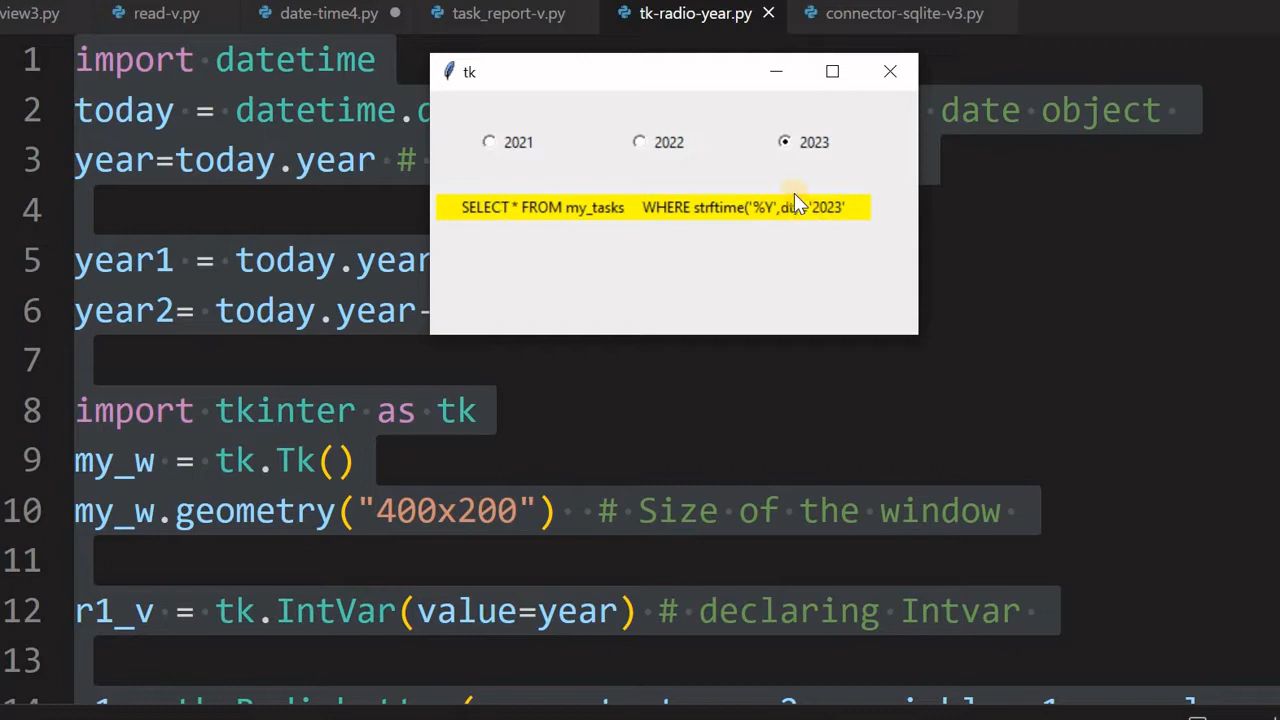 view3.py read-v.py date-time4.py task_report-v.py tk-radio-year.py connector-sqlite-v3.py
1 import datetime
2 today = datetime.d date object
3 year=today.year #
4
5 year1 = today.year
6 year2= today.year-
7
8 import tkinter as tk
9 my_w = tk.Tk()
10 my_w.geometry("400x200") # Size of the window
11
12 r1_v = tk.IntVar(value=year) # declaring Intvar
13
14
tk
2021 2022 2023
SELECT * FROM my_tasks WHERE strftime('%Y',dt '2023'